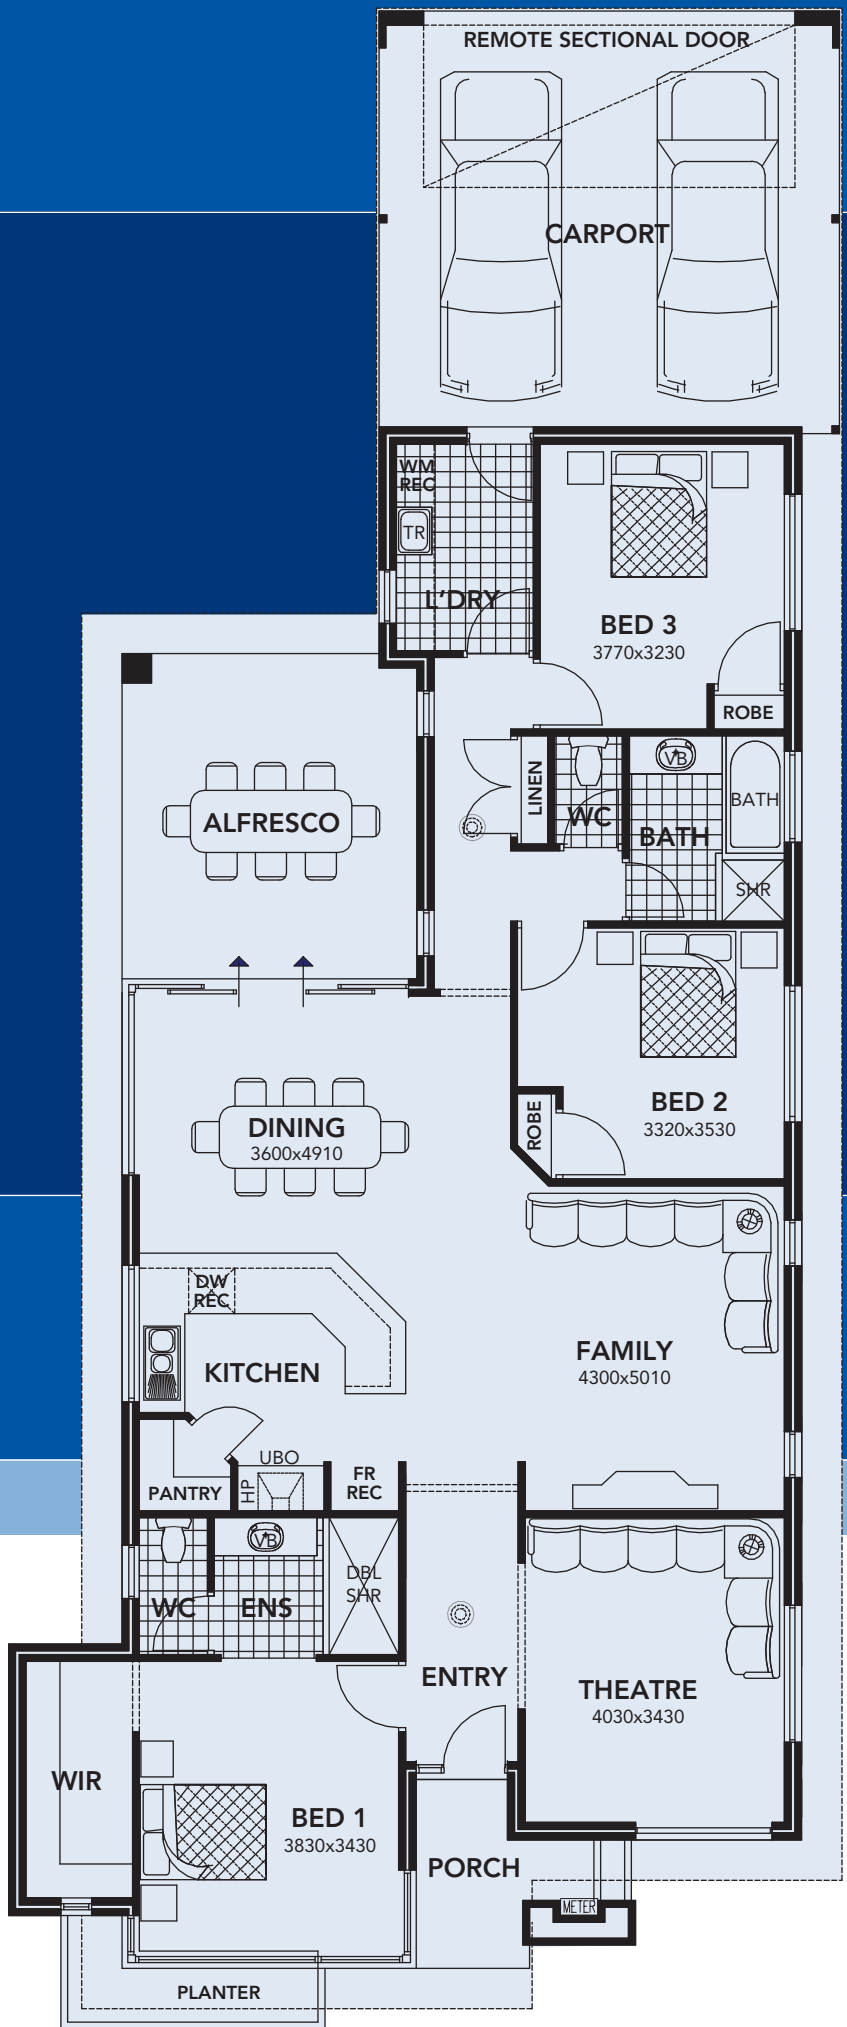 REMOTE SECTIONAL DOOR
CARPORT
WM
REC
TR
L'DRY
BED 3
3770x3230
ROBE
LINEN
WC
VB
BATH
BATH
SHR
ALFRESCO
BED 2
3320x3530
ROBE
DINING
3600x4910
DW
REC
KITCHEN
FAMILY
4300x5010
PANTRY
HP
UBO
FR
REC
WC
VB
ENS
DBL
SHR
ENTRY
THEATRE
4030x3430
WIR
BED 1
3830x3430
PORCH
METER
PLANTER